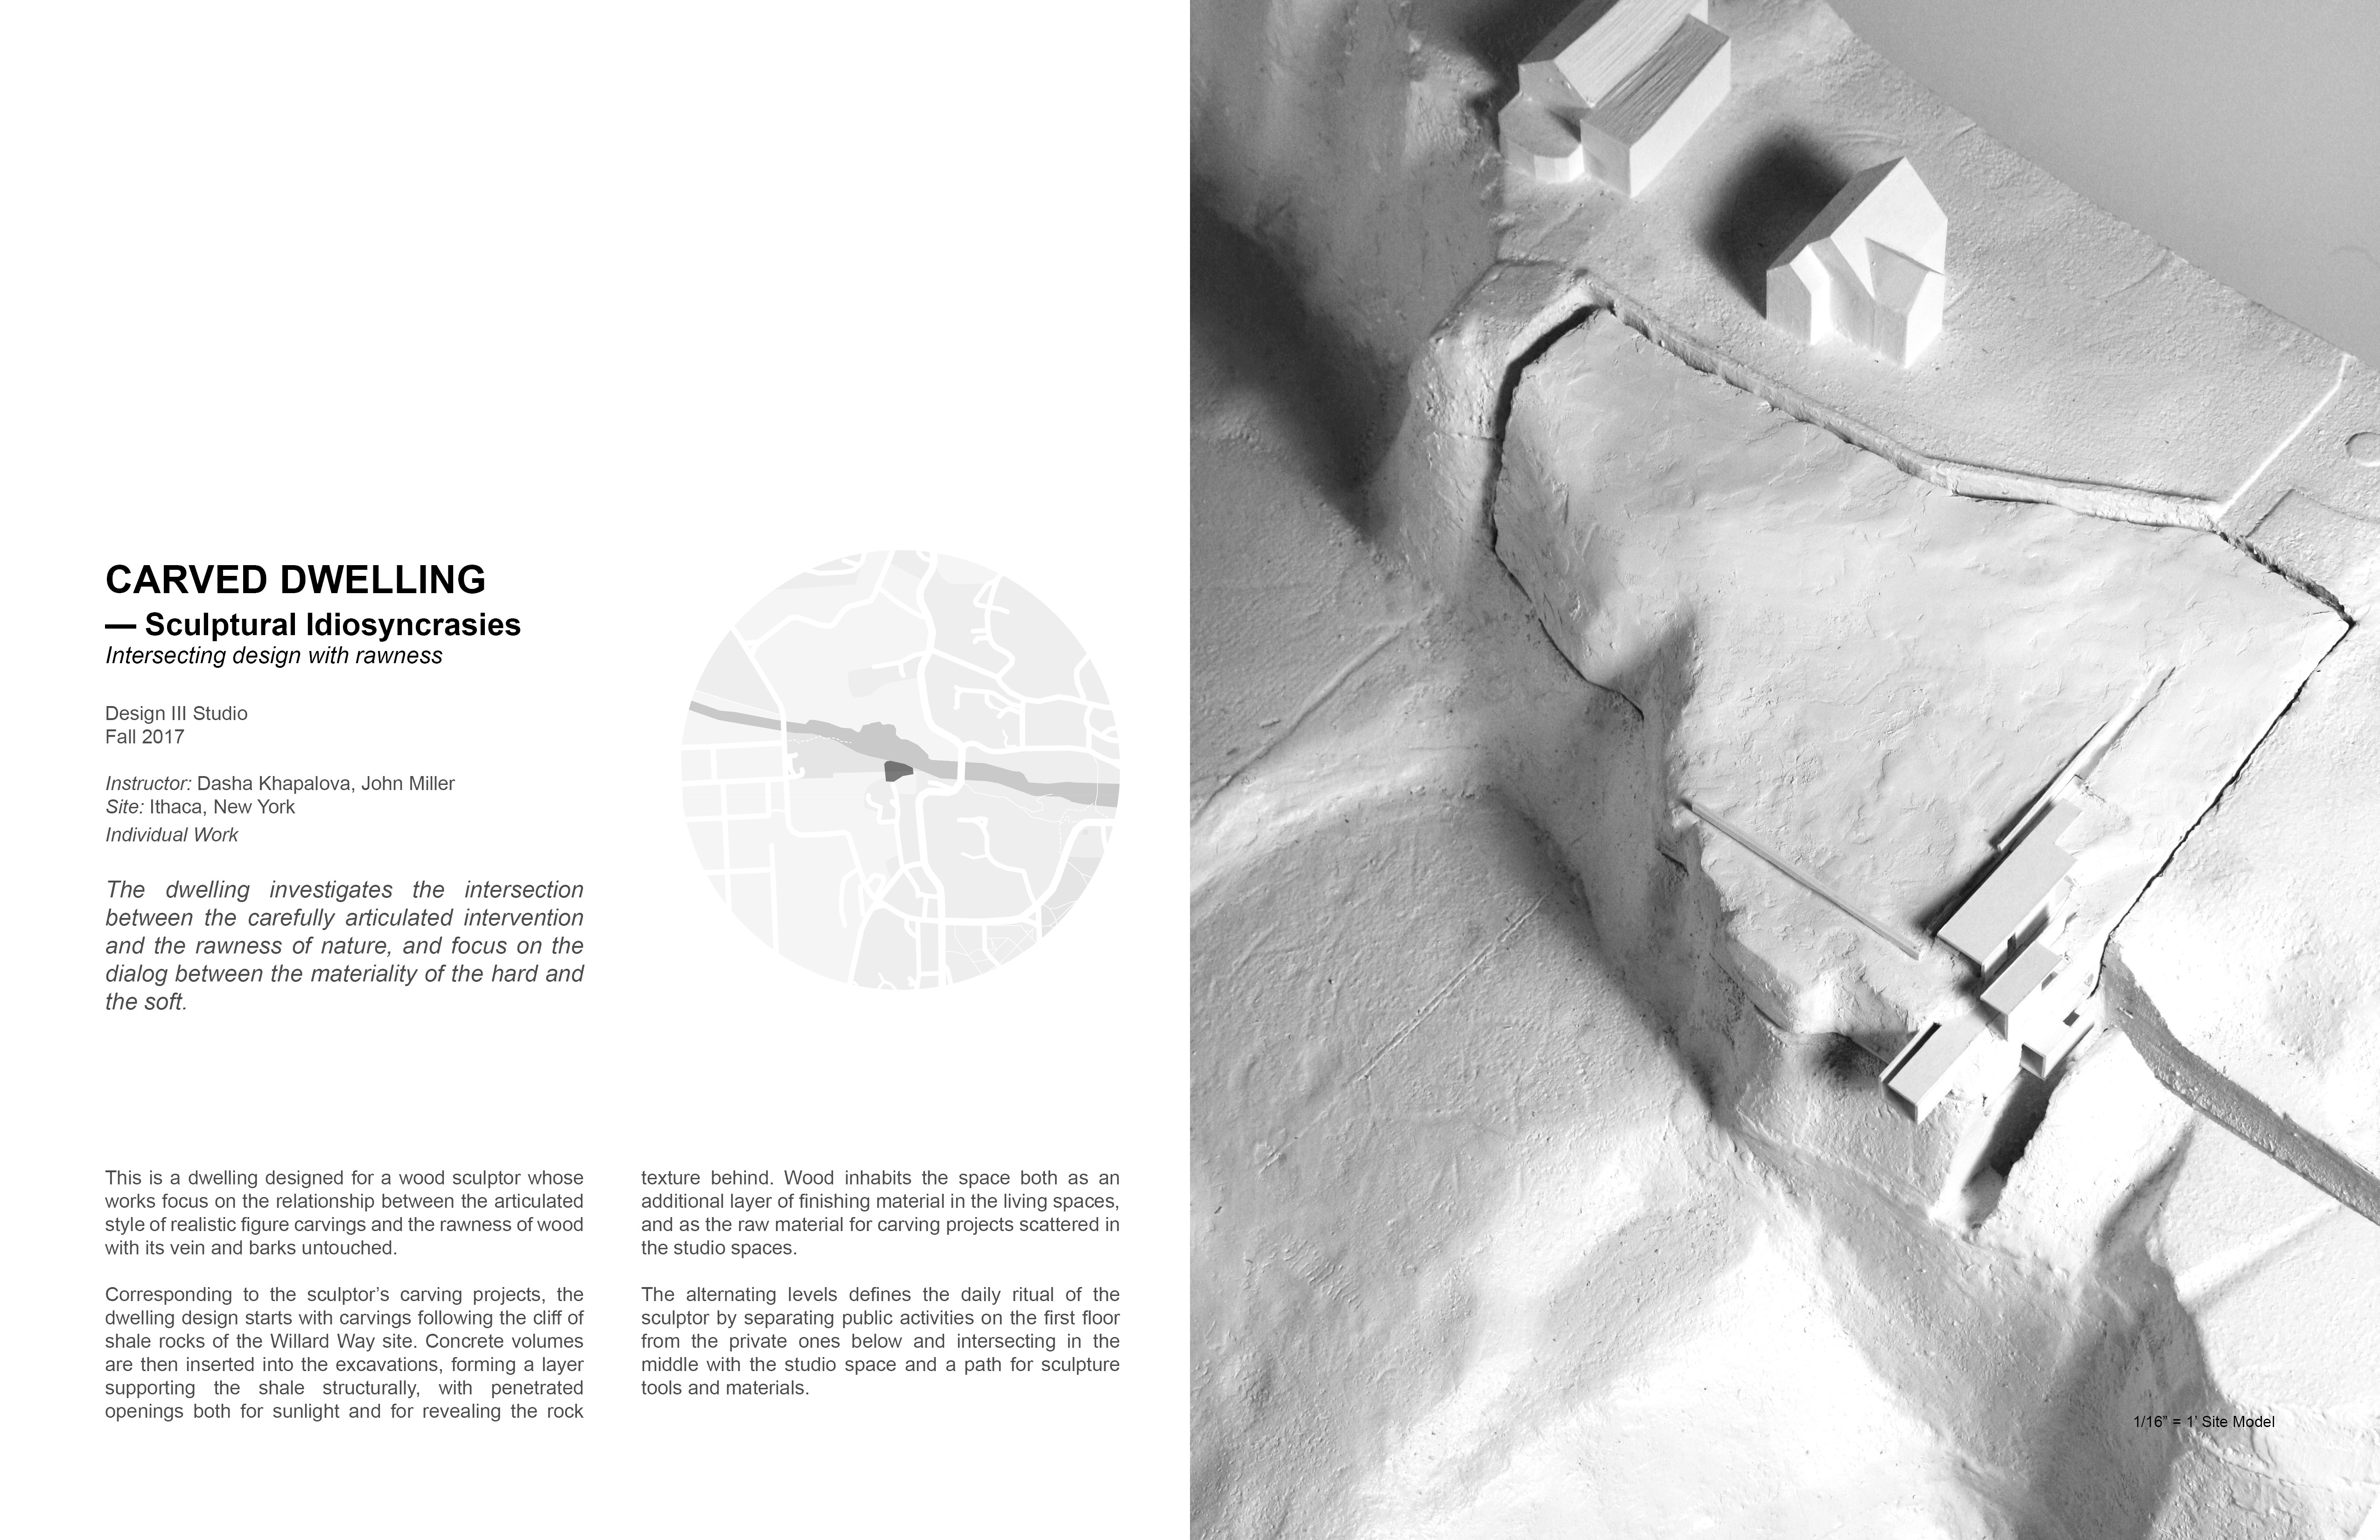 CARVED DWELLING
— Sculptural Idiosyncrasies
Intersecting design with rawness
Design III Studio
Fall 2017
Instructor: Dasha Khapalova, John Miller
Site: Ithaca, New York
Individual Work
The dwelling investigates the intersection
between the carefully articulated intervention
and the rawness of nature, and focus on the
dialog between the materiality of the hard and
the soft.
This is a dwelling designed for a wood sculptor whose
works focus on the relationship between the articulated
style of realistic figure carvings and the rawness of wood
with its vein and barks untouched.
Corresponding to the sculptor’s carving projects, the
dwelling design starts with carvings following the cliff of
shale rocks of the Willard Way site. Concrete volumes
are then inserted into the excavations, forming a layer
supporting the shale structurally, with penetrated
openings both for sunlight and for revealing the rock
texture behind. Wood inhabits the space both as an
additional layer of finishing material in the living spaces,
and as the raw material for carving projects scattered in
the studio spaces.
The alternating levels defines the daily ritual of the
sculptor by separating public activities on the first floor
from the private ones below and intersecting in the
middle with the studio space and a path for sculpture
tools and materials.
1/16” = 1’ Site Model